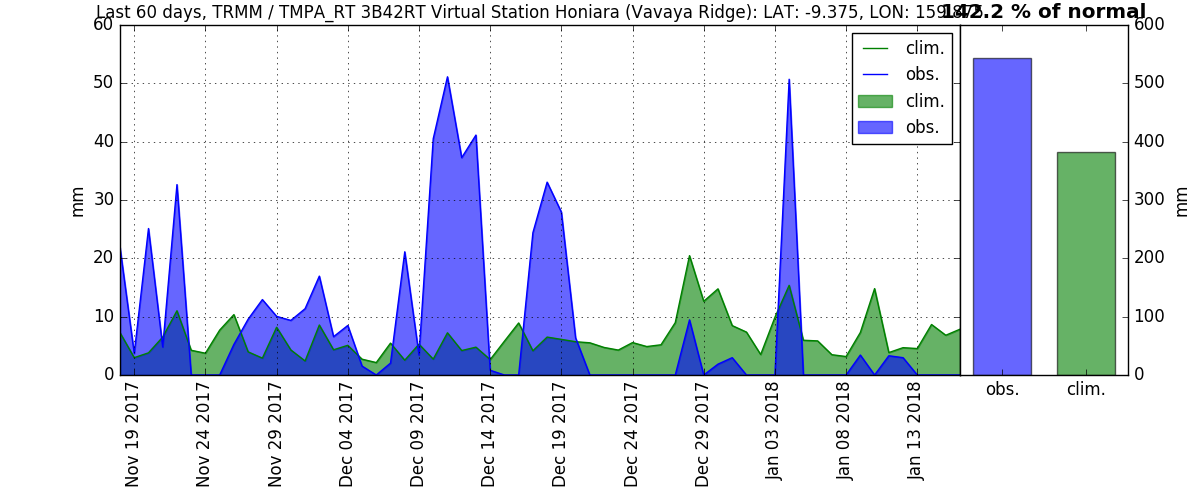 Last 60 days, TRMM / TMPA_RT 3B42RT Virtual Station Honiara (Vavaya Ridge): LAT: -9.375, LON:
142.2 % of normal
60
50
40
30
20
10
0
mm
clim.
obs.
clim.
obs.
600
500
400
300
200
100
0
mm
obs.
clim.
Nov 19 2017
Nov 24 2017
Nov 29 2017
Dec 04 2017
Dec 09 2017
Dec 14 2017
Dec 19 2017
Dec 24 2017
Dec 29 2017
Jan 03 2018
Jan 08 2018
Jan 13 2018